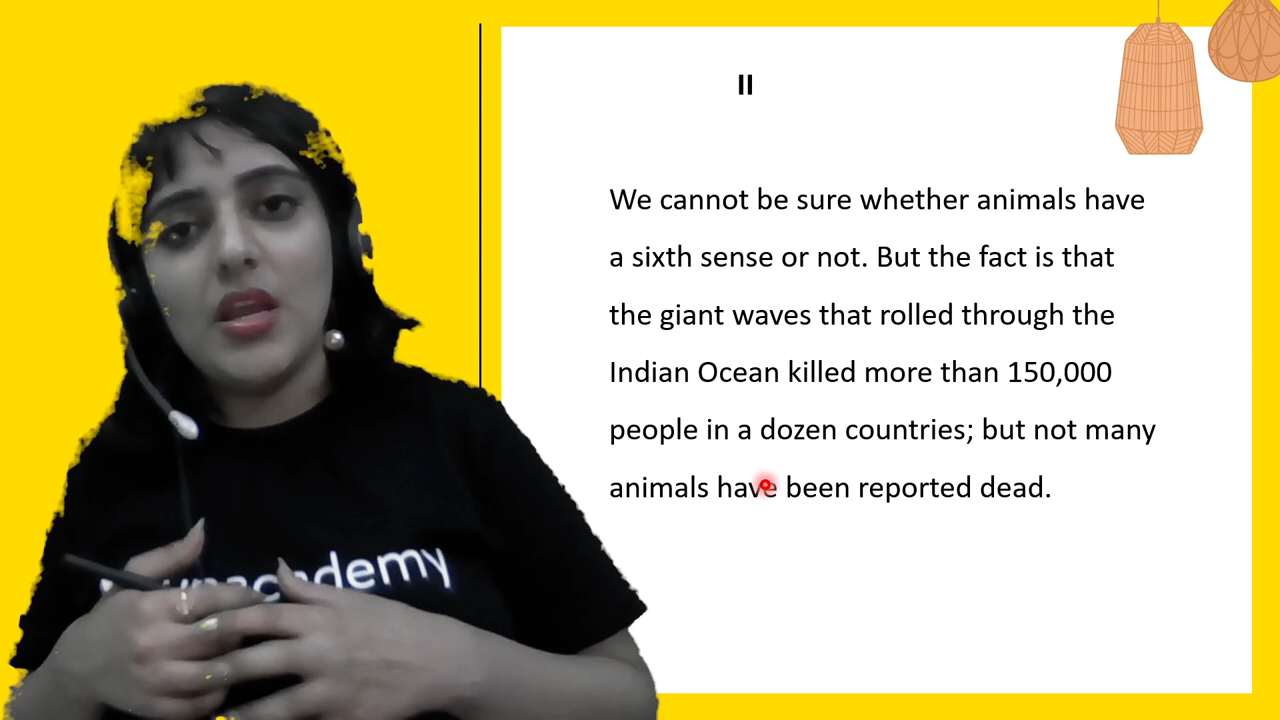 II
We cannot be sure whether animals have
a sixth sense or not. But the fact is that
the giant waves that rolled through the
Indian Ocean killed more than 150,000
people in a dozen countries; but not many
animals have been reported dead.
unacademy